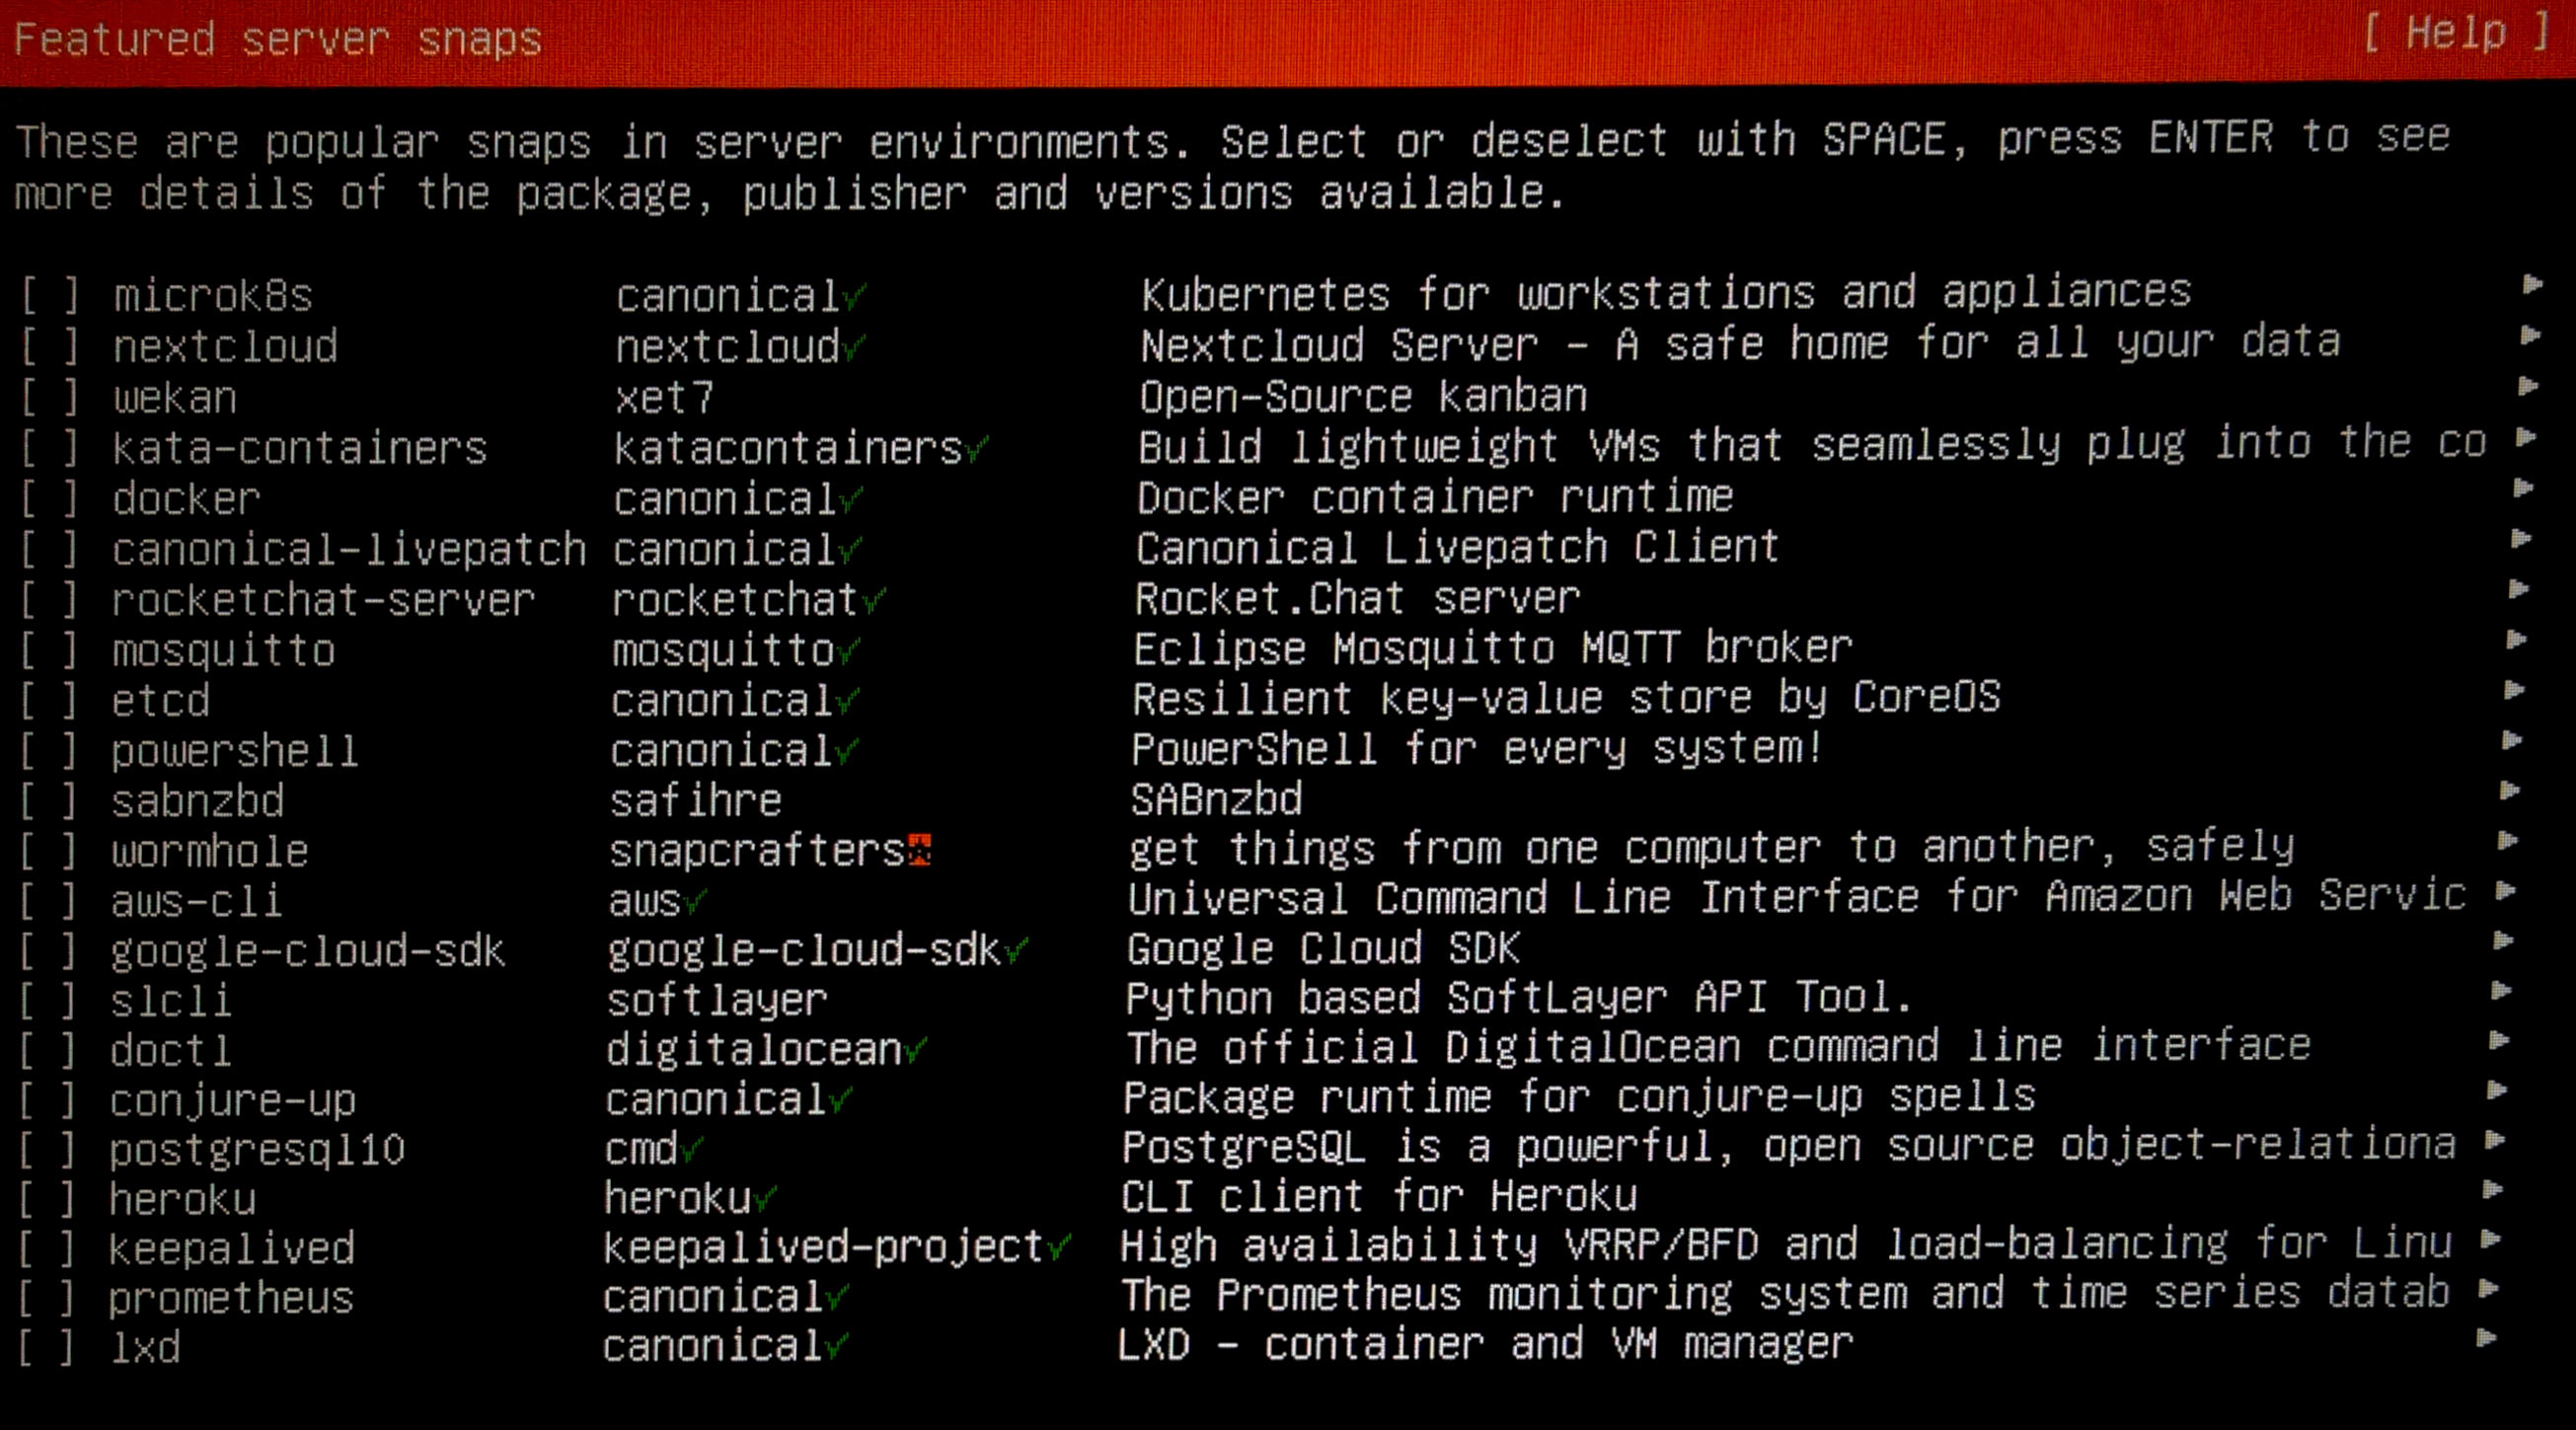 Featured server snaps [ Help ]
These are popular snaps in server environments. Select or deselect with SPACE, press ENTER to see
more details of the package, publisher and versions available.
[ ] microk8s canonical✓ Kubernetes for workstations and appliances ▶
[ ] nextcloud nextcloud✓ Nextcloud Server - A safe home for all your data ▶
[ ] wekan xet7 Open-Source kanban ▶
[ ] kata-containers katacontainers✓ Build lightweight VMs that seamlessly plug into the co ▶
[ ] docker canonical✓ Docker container runtime ▶
[ ] canonical-livepatch canonical✓ Canonical Livepatch Client ▶
[ ] rocketchat-server rocketchat✓ Rocket.Chat server ▶
[ ] mosquitto mosquitto✓ Eclipse Mosquitto MQTT broker ▶
[ ] etcd canonical✓ Resilient key-value store by CoreOS ▶
[ ] powershell canonical✓ PowerShell for every system! ▶
[ ] sabnzbd safihre SABnzbd ▶
[ ] wormhole snapcrafters get things from one computer to another, safely ▶
[ ] aws-cli aws✓ Universal Command Line Interface for Amazon Web Servic ▶
[ ] google-cloud-sdk google-cloud-sdk✓ Google Cloud SDK ▶
[ ] slcli softlayer Python based SoftLayer API Tool. ▶
[ ] doctl digitalocean✓ The official DigitalOcean command line interface ▶
[ ] conjure-up canonical✓ Package runtime for conjure-up spells ▶
[ ] postgresql10 cmd✓ PostgreSQL is a powerful, open source object-relationa ▶
[ ] heroku heroku✓ CLI client for Heroku ▶
[ ] keepalived keepalived-project✓ High availability VRRP/BFD and load-balancing for Linu ▶
[ ] prometheus canonical✓ The Prometheus monitoring system and time series datab ▶
[ ] lxd canonical✓ LXD - container and VM manager ▶